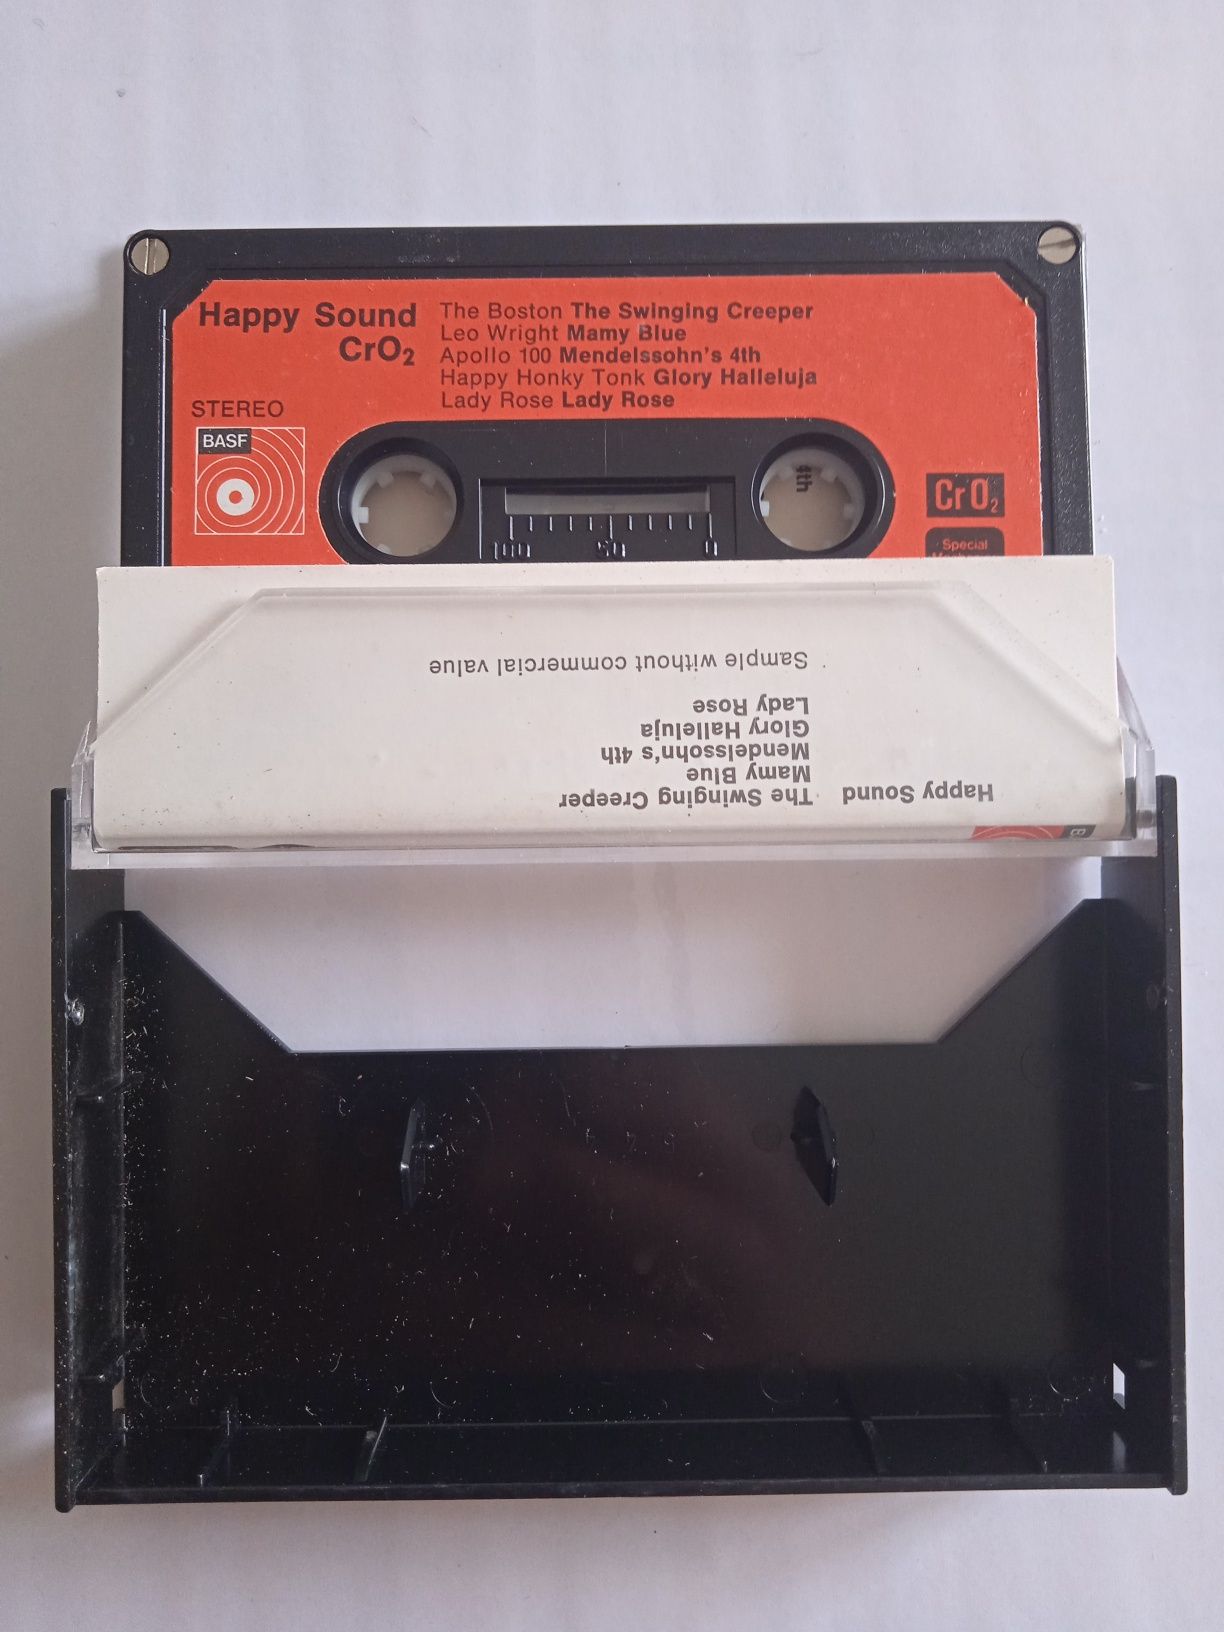 Happy Sound
CrO₂
The Boston The Swinging Creeper
Leo Wright Mamy Blue
Apollo 100 Mendelssohn's 4th
Happy Honky Tonk Glory Halleluja
Lady Rose Lady Rose
STEREO
BASF
CrO₂
Special
100 50 0
4th
Happy Sound
The Swinging Creeper
Mamy Blue
Mendelssohn's 4th
Glory Halleluja
Lady Rose
Sample without commercial value